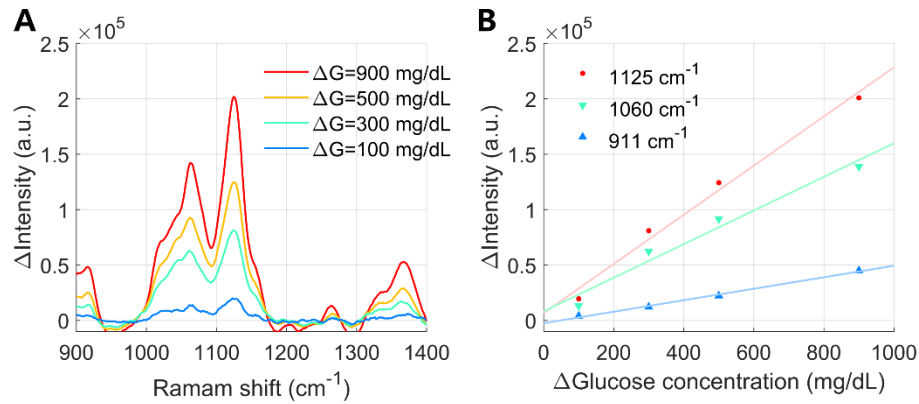 A
×10⁵
2.5
2
1.5
1
0.5
0
ΔIntensity (a.u.)
ΔG=900 mg/dL
ΔG=500 mg/dL
ΔG=300 mg/dL
ΔG=100 mg/dL
900 1000 1100 1200 1300 1400
Ramam shift (cm⁻¹)
B
×10⁵
2.5
2
1.5
1
0.5
0
ΔIntensity (a.u.)
1125 cm⁻¹
1060 cm⁻¹
911 cm⁻¹
0 200 400 600 800 1000
ΔGlucose concentration (mg/dL)